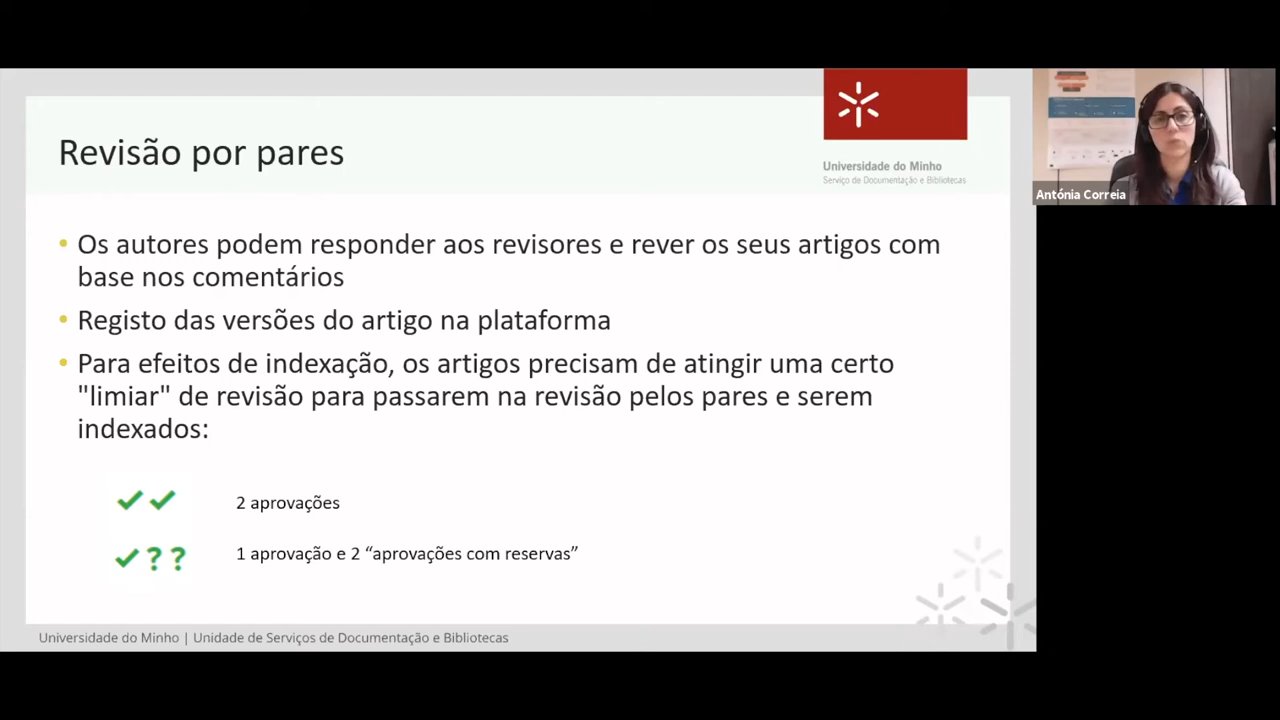 Revisão por pares
Universidade do Minho
Serviço de Documentação e Bibliotecas
Antónia Correia
• Os autores podem responder aos revisores e rever os seus artigos com
base nos comentários
• Registo das versões do artigo na plataforma
• Para efeitos de indexação, os artigos precisam de atingir uma certo
"limiar" de revisão para passarem na revisão pelos pares e serem
indexados:
2 aprovações
?? 1 aprovação e 2 “aprovações com reservas”
Universidade do Minho | Unidade de Serviços de Documentação e Bibliotecas